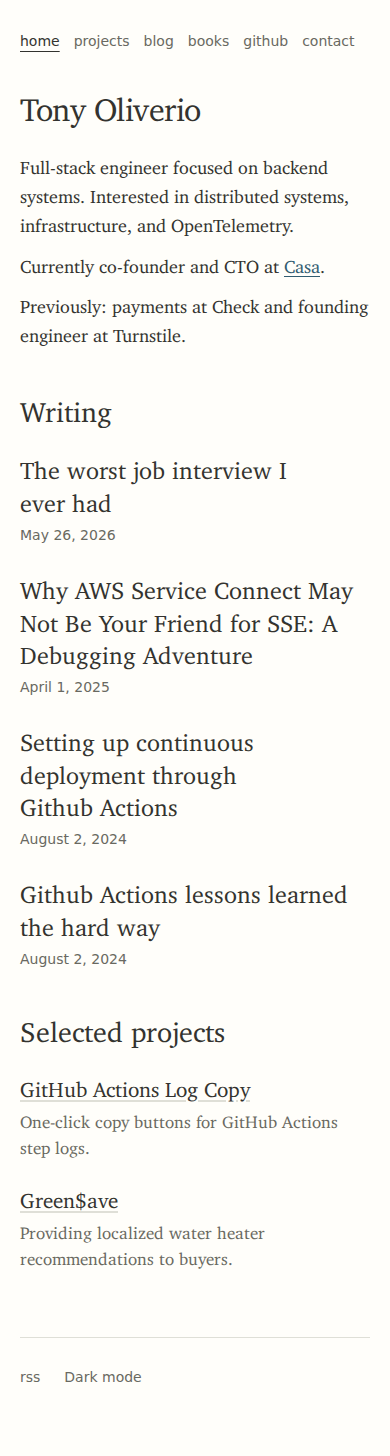 home projects blog books github contact
Tony Oliverio
Full-stack engineer focused on backend
systems. Interested in distributed systems,
infrastructure, and OpenTelemetry.
Currently co-founder and CTO at Casa.
Previously: payments at Check and founding
engineer at Turnstile.
Writing
The worst job interview I
ever had
May 26, 2026
Why AWS Service Connect May
Not Be Your Friend for SSE: A
Debugging Adventure
April 1, 2025
Setting up continuous
deployment through
Github Actions
August 2, 2024
Github Actions lessons learned
the hard way
August 2, 2024
Selected projects
GitHub Actions Log Copy
One-click copy buttons for GitHub Actions
step logs.
Green$ave
Providing localized water heater
recommendations to buyers.
rss Dark mode